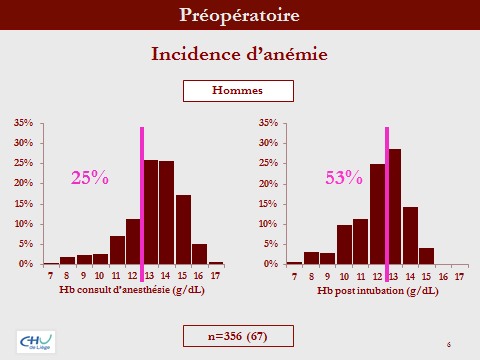 Préopératoire
Incidence d'anémie
Hommes
35%
30%
25%
20%
15%
10%
5%
0%
25%
7 8 9 10 11 12 13 14 15 16 17
Hb consult d'anesthésie (g/dL)
35%
30%
25%
20%
15%
10%
5%
0%
53%
7 8 9 10 11 12 13 14 15 16 17
Hb post intubation (g/dL)
CHU
de Liège
n=356 (67)
6